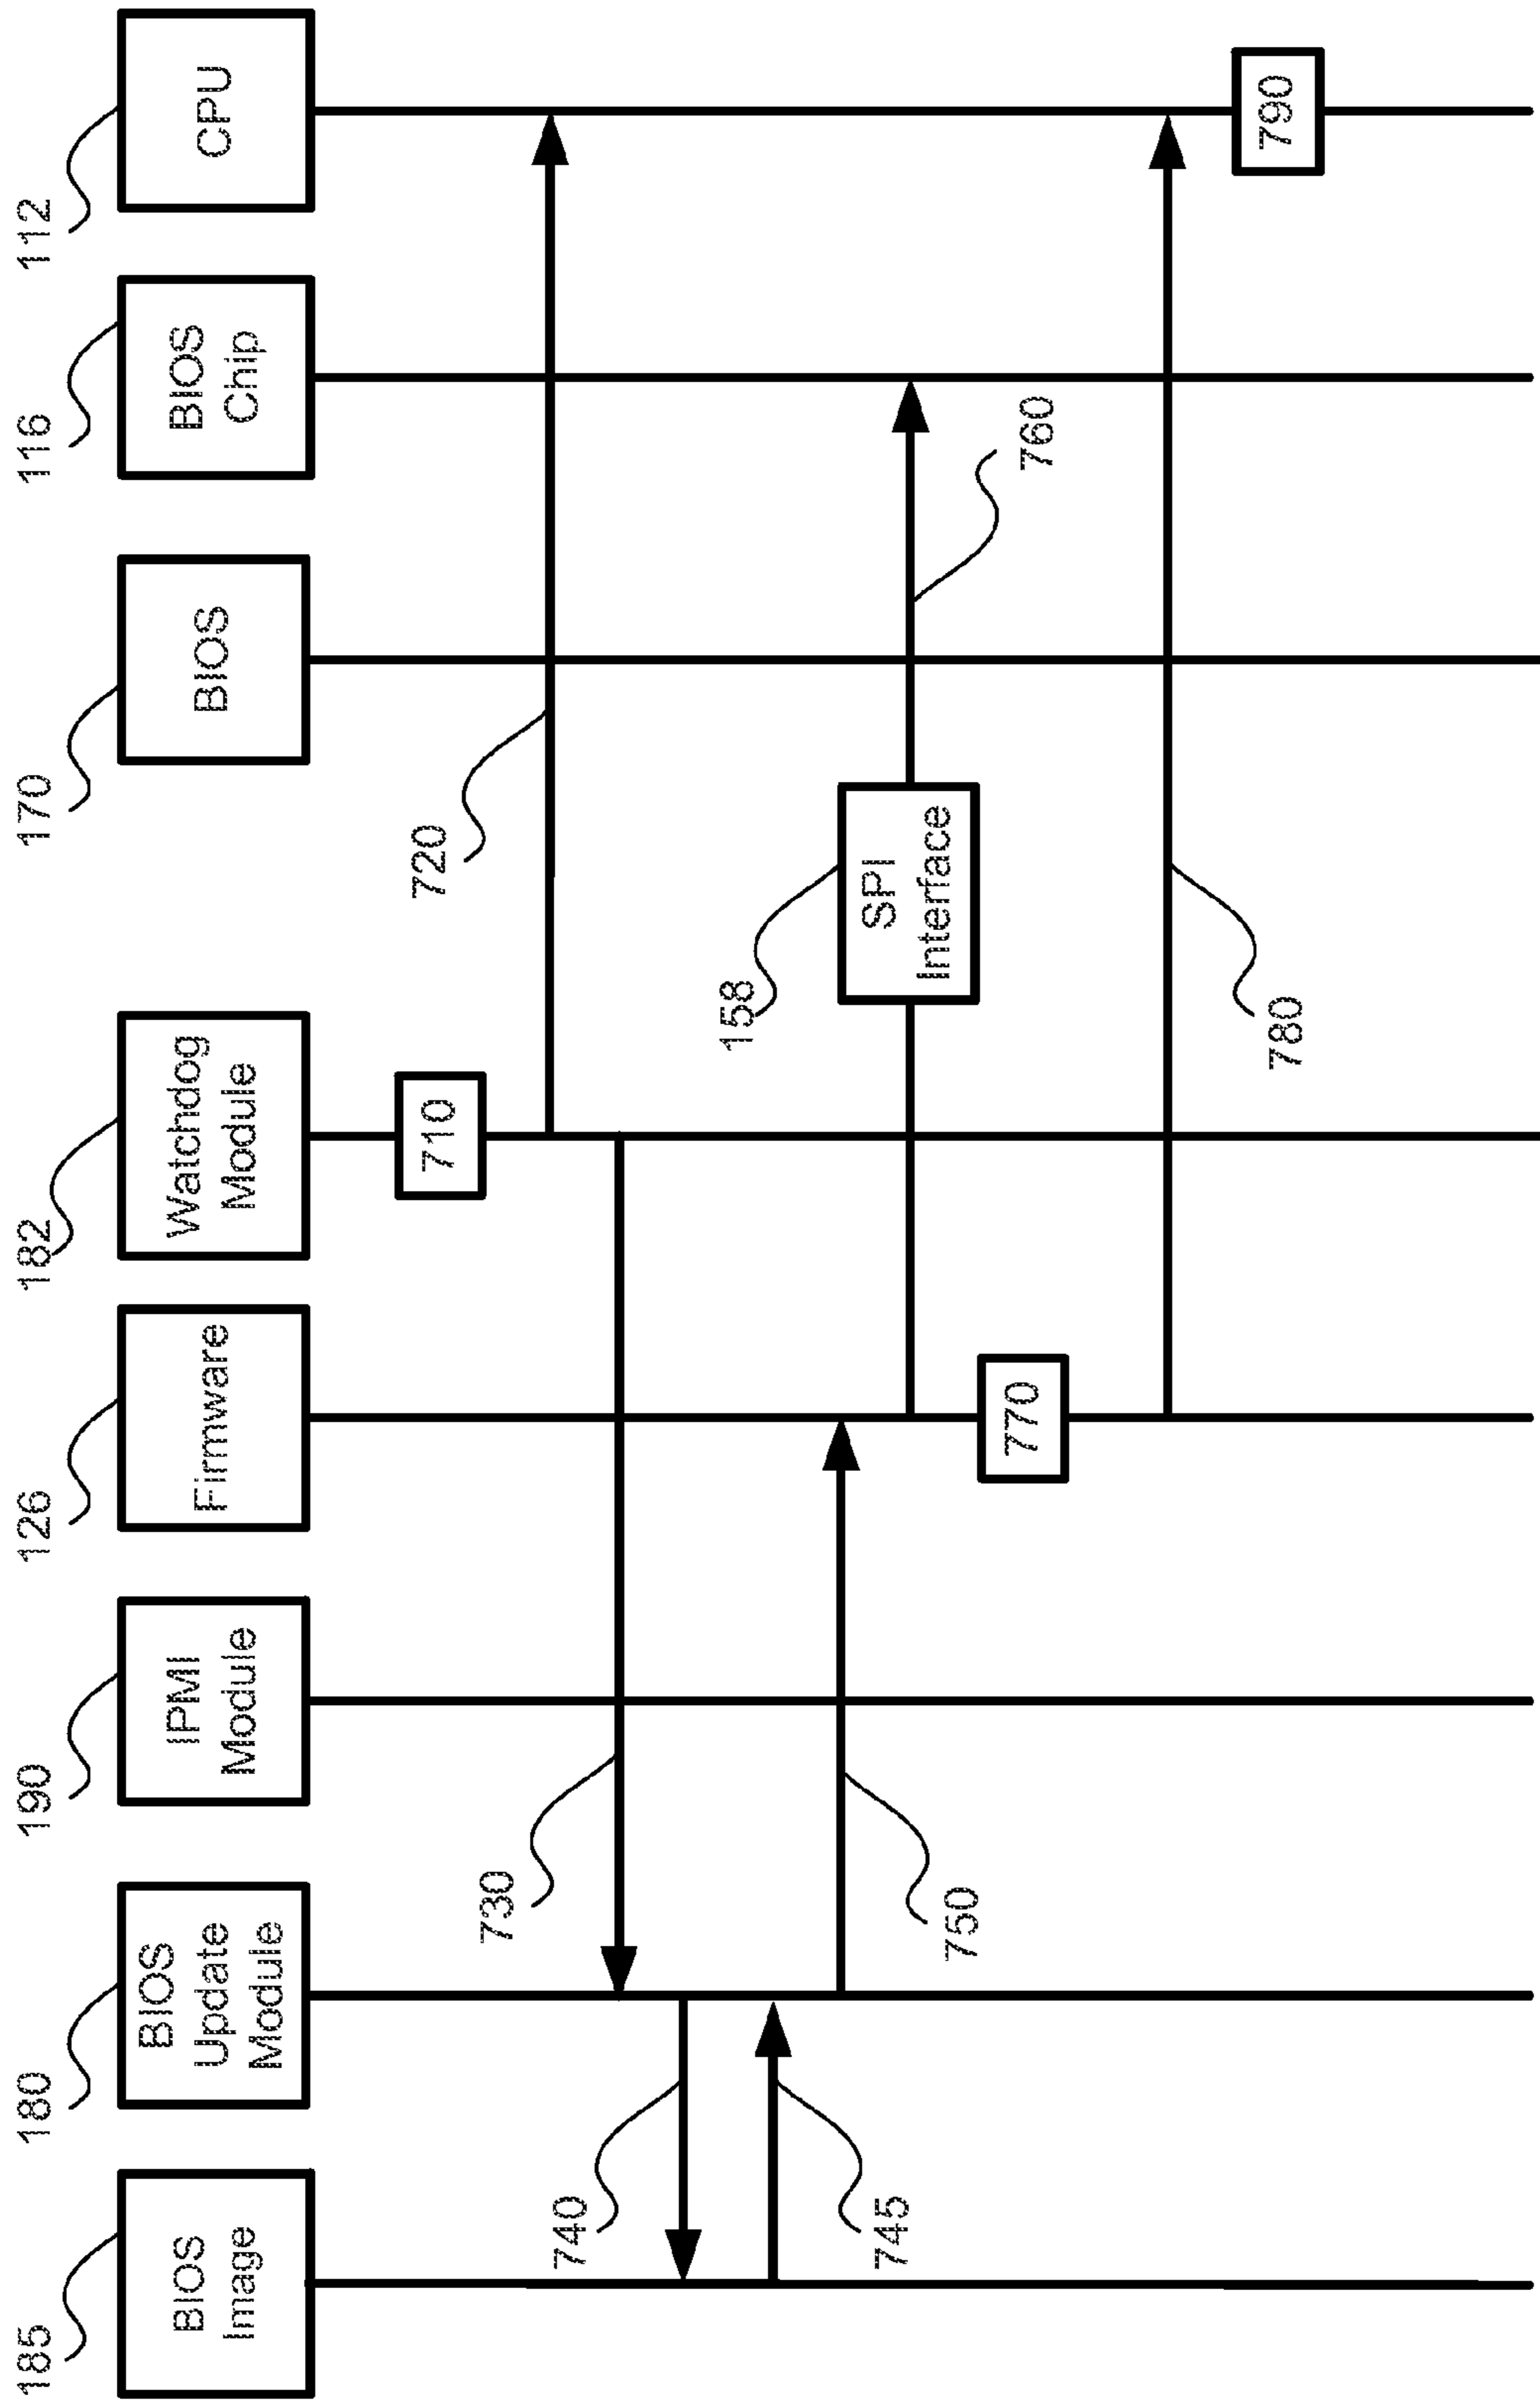 185
180
190
126
182
170
116
112
BIOS
Image
BIOS
Update
Module
IPMI
Module
Firmware
Watchdog
Module
BIOS
BIOS
Chip
CPU
710
720
730
740
745
750
158
SPI
Interface
760
770
780
790